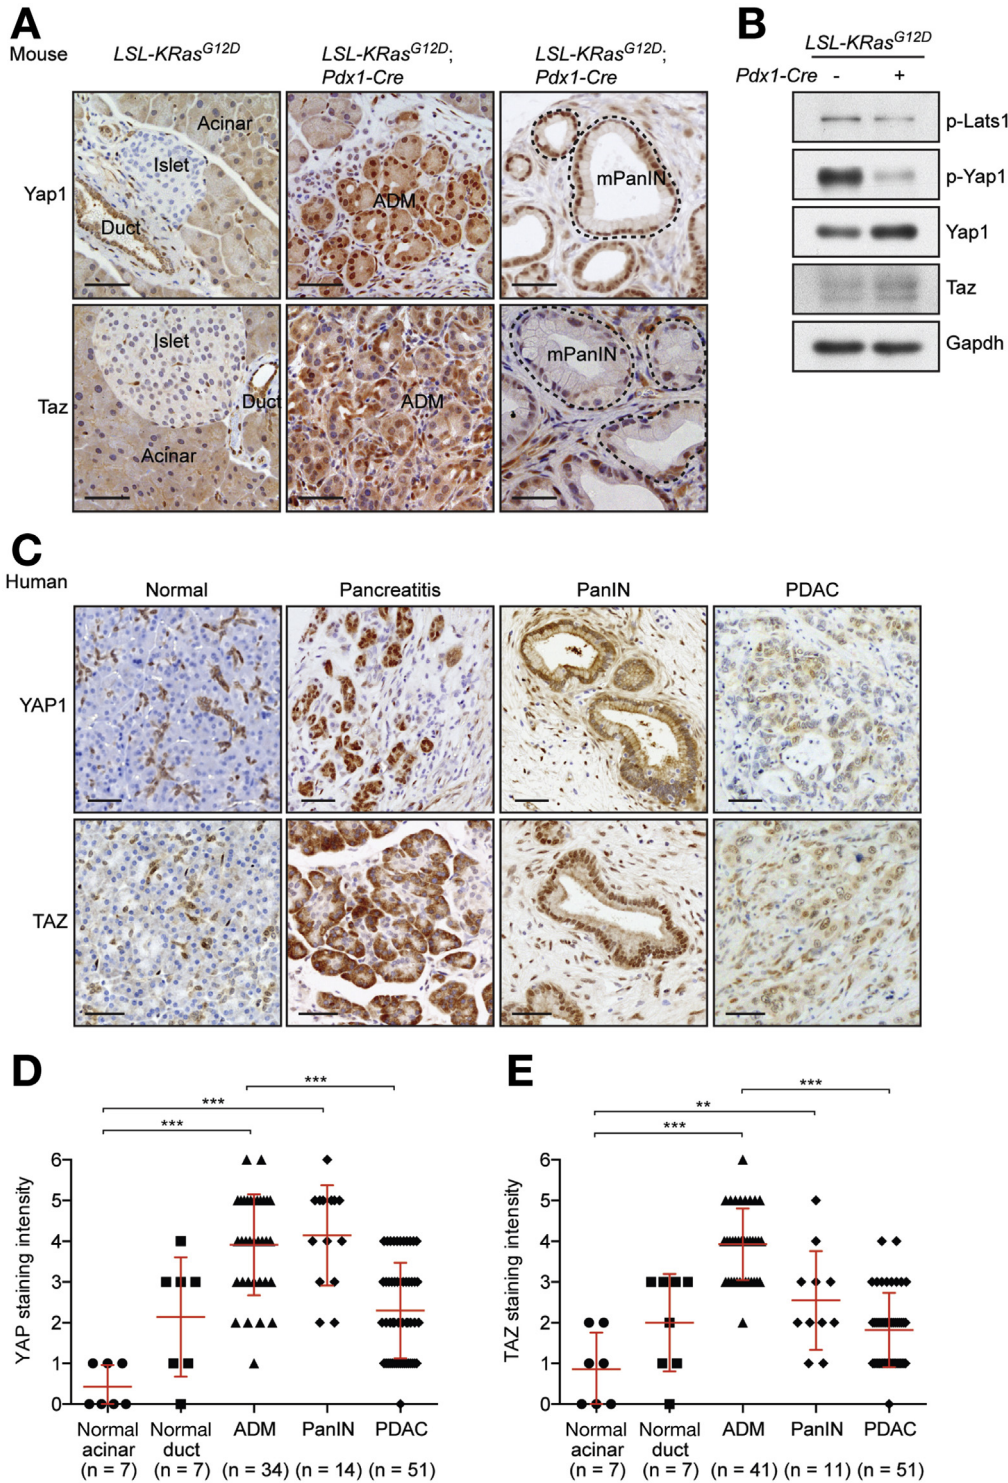 A
Mouse
LSL-KRasG12D
LSL-KRasG12D;
Pdx1-Cre
LSL-KRasG12D;
Pdx1-Cre
Yap1
Acinar
Islet
Duct
ADM
mPanIN
Taz
Islet
Duct
Acinar
ADM
mPanIN
B
LSL-KRasG12D
Pdx1-Cre - +
p-Lats1
p-Yap1
Yap1
Taz
Gapdh
C
Human
Normal Pancreatitis PanIN PDAC
YAP1
TAZ
D
***
***
***
YAP staining intensity
6
5
4
3
2
1
0
Normal acinar (n = 7)
Normal duct (n = 7)
ADM (n = 34)
PanIN (n = 14)
PDAC (n = 51)
E
***
**
***
TAZ staining intensity
6
5
4
3
2
1
0
Normal acinar (n = 7)
Normal duct (n = 7)
ADM (n = 41)
PanIN (n = 11)
PDAC (n = 51)